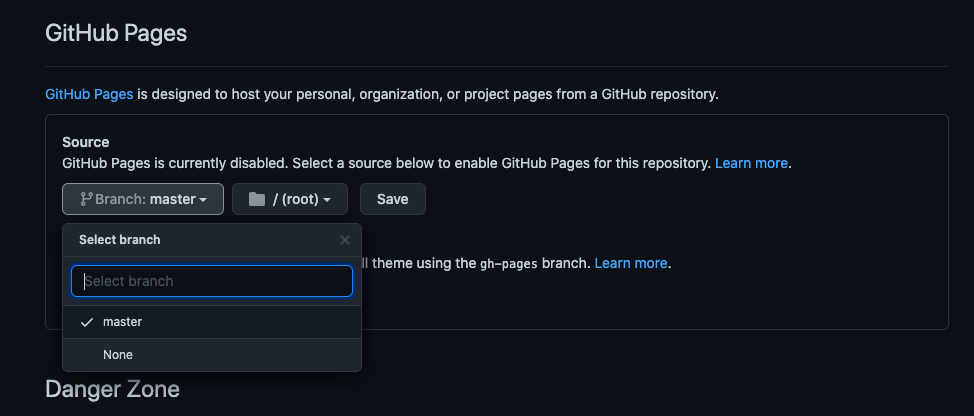 GitHub Pages
GitHub Pages is designed to host your personal, organization, or project pages from a GitHub repository.
Source
GitHub Pages is currently disabled. Select a source below to enable GitHub Pages for this repository. Learn more.
Branch: master / (root) Save
Select branch
theme using the gh-pages branch. Learn more.
Select branch
master
None
Danger Zone